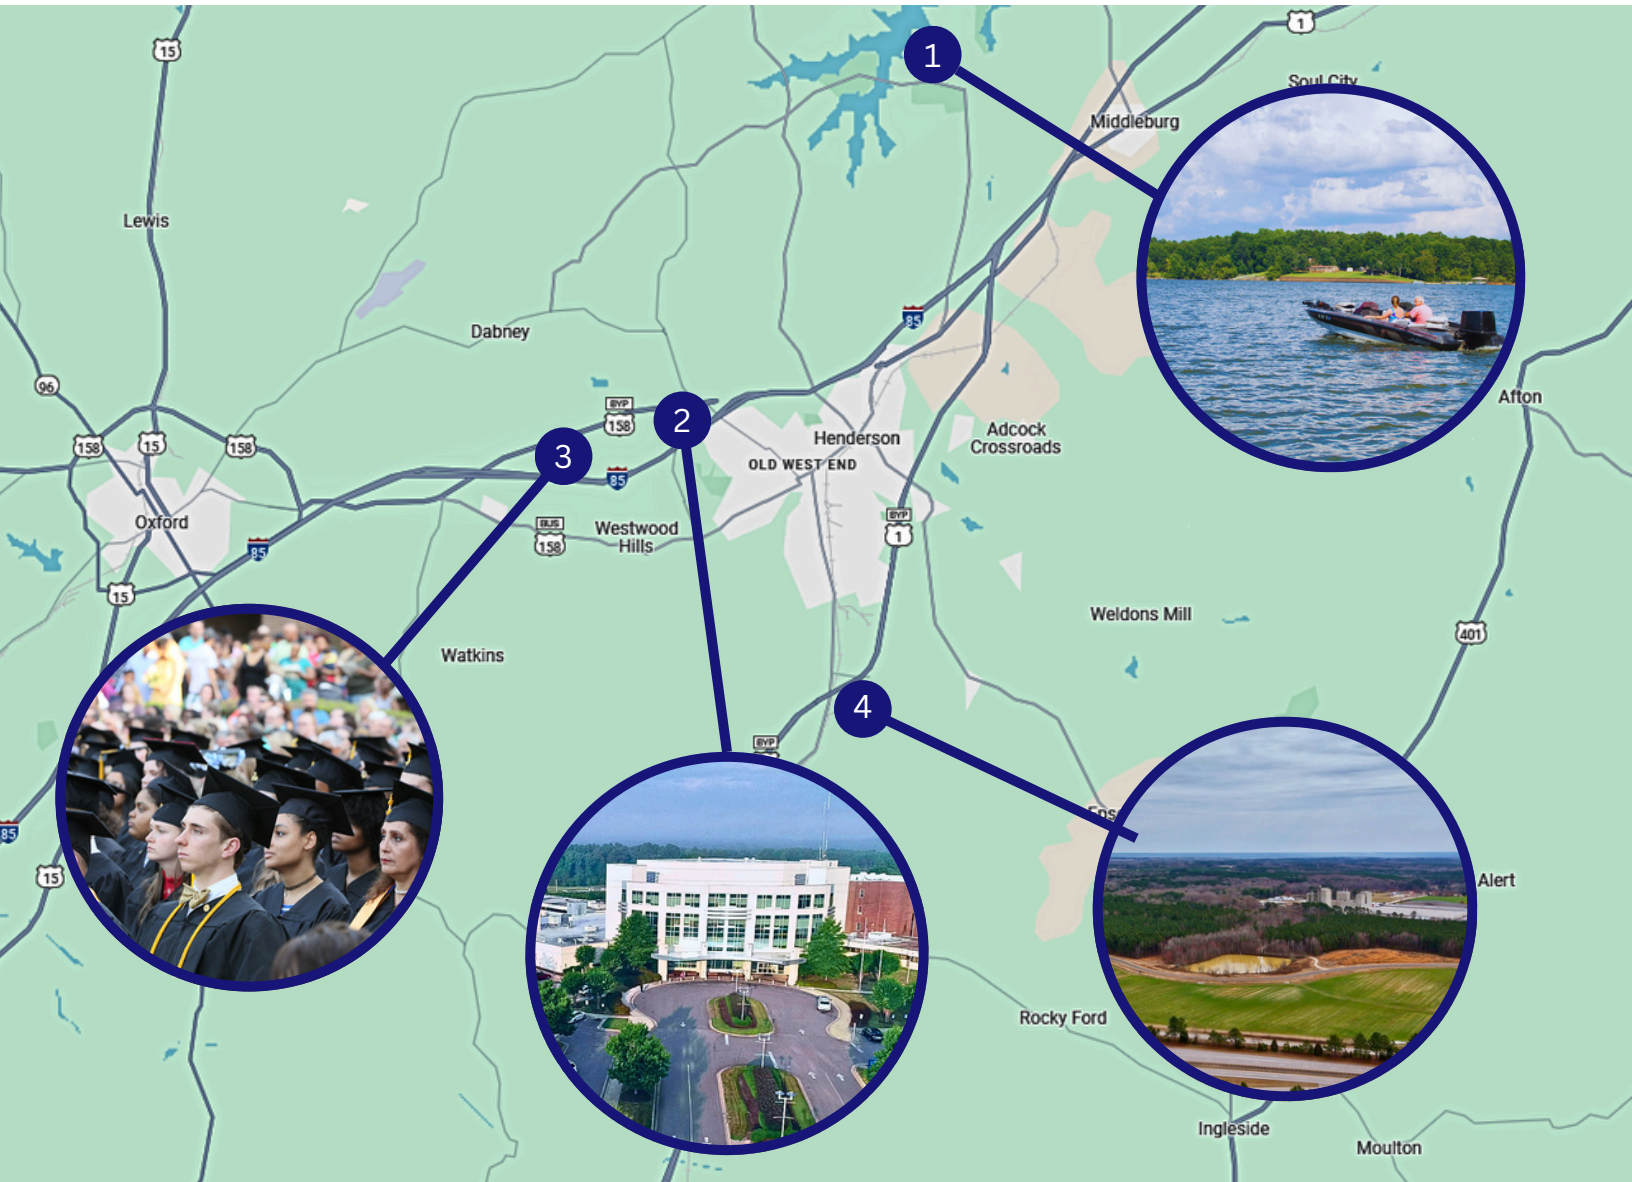 1
1
15
Soul City
Middleburg
Lewis
85
Dabney
96
Afton
BYP
158
2
158
15
158
Henderson
Adcock
Crossroads
3
OLD WEST END
85
BYP
1
Oxford
BUS
158
Westwood
Hills
85
15
Weldons Mill
401
Watkins
4
BYP
85
15
Alert
Rocky Ford
Ingleside
Moulton